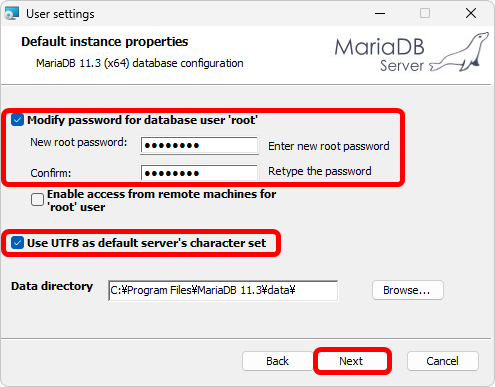 User settings
Default instance properties
MariaDB 11.3 (x64) database configuration
MariaDB
Server
Modify password for database user 'root'
New root password: ●●●●●●●● Enter new root password
Confirm: ●●●●●●●● Retype the password
Enable access from remote machines for
'root' user
Use UTF8 as default server's character set
Data directory C:¥Program Files¥MariaDB 11.3¥data¥ Browse...
Back Next Cancel